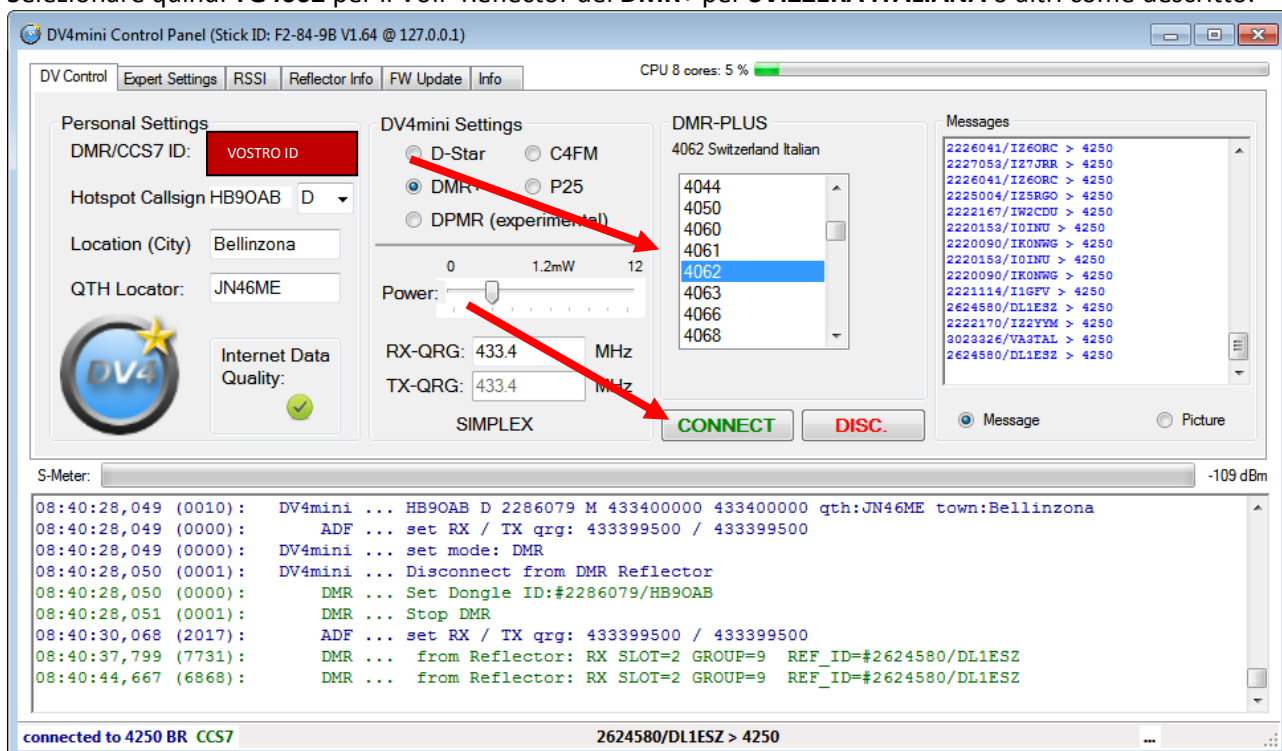 DV4mini Control Panel (Stick ID: F2-84-9B V1.64 @ 127.0.0.1)
DV Control Expert Settings RSSI Reflector Info FW Update Info
CPU 8 cores: 5 %
Personal Settings
DMR/CCS7 ID: VOSTRO ID
Hotspot Callsign HB9OAB D
Location (City) Bellinzona
QTH Locator: JN46ME
DV4
Internet Data
Quality:
DV4mini Settings
D-Star C4FM
DMR+ P25
DPMR (experimental)
0 1.2mW 12
Power:
RX-QRG: 433.4 MHz
TX-QRG: 433.4 MHz
SIMPLEX
DMR-PLUS
4062 Switzerland Italian
4044
4050
4060
4061
4062
4063
4066
4068
CONNECT DISC.
Messages
2226041/IZ6ORC > 4250
2227053/IZ7JRR > 4250
2226041/IZ6ORC > 4250
2225004/IZ5RGO > 4250
2222167/IW2CDU > 4250
2220153/I0INU > 4250
2220090/IK0NWG > 4250
2220153/I0INU > 4250
2220090/IK0NWG > 4250
2221114/I1GFV > 4250
2624580/DL1ESZ > 4250
2222170/IZ2YYM > 4250
3023326/VA3TAL > 4250
2624580/DL1ESZ > 4250
Message Picture
S-Meter: -109 dBm
08:40:28,049 (0010): DV4mini ... HB9OAB D 2286079 M 433400000 433400000 qth:JN46ME town:Bellinzona
08:40:28,049 (0000): ADF ... set RX / TX qrg: 433399500 / 433399500
08:40:28,049 (0000): DV4mini ... set mode: DMR
08:40:28,050 (0001): DV4mini ... Disconnect from DMR Reflector
08:40:28,050 (0000): DMR ... Set Dongle ID:#2286079/HB9OAB
08:40:28,051 (0001): DMR ... Stop DMR
08:40:30,068 (2017): ADF ... set RX / TX qrg: 433399500 / 433399500
08:40:37,799 (7731): DMR ... from Reflector: RX SLOT=2 GROUP=9 REF_ID=#2624580/DL1ESZ
08:40:44,667 (6868): DMR ... from Reflector: RX SLOT=2 GROUP=9 REF_ID=#2624580/DL1ESZ
connected to 4250 BR CCS7 2624580/DL1ESZ > 4250 ...